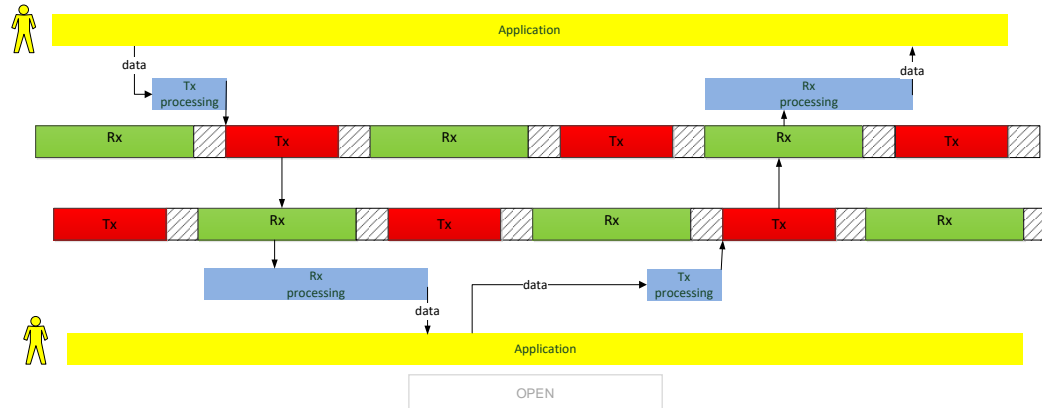 Application
data
data
Tx
processing
Rx
processing
Rx
Tx
Rx
Tx
Rx
Tx
Tx
Rx
Tx
Rx
Tx
Rx
Rx
processing
data
Tx
processing
data
Application
OPEN